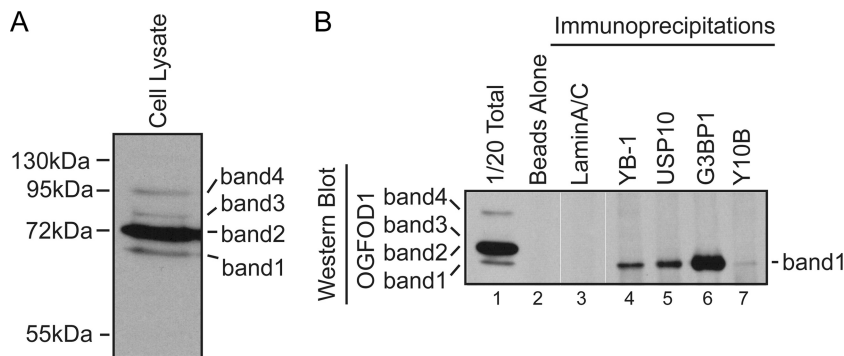 A
Cell Lysate
130kDa
95kDa
72kDa
55kDa
band4
band3
band2
band1
B
Immunoprecipitations
1/20 Total
Beads Alone
LaminA/C
YB-1
USP10
G3BP1
Y10B
Western Blot
OGFOD1
band4
band3
band2
band1
band1
1 2 3 4 5 6 7